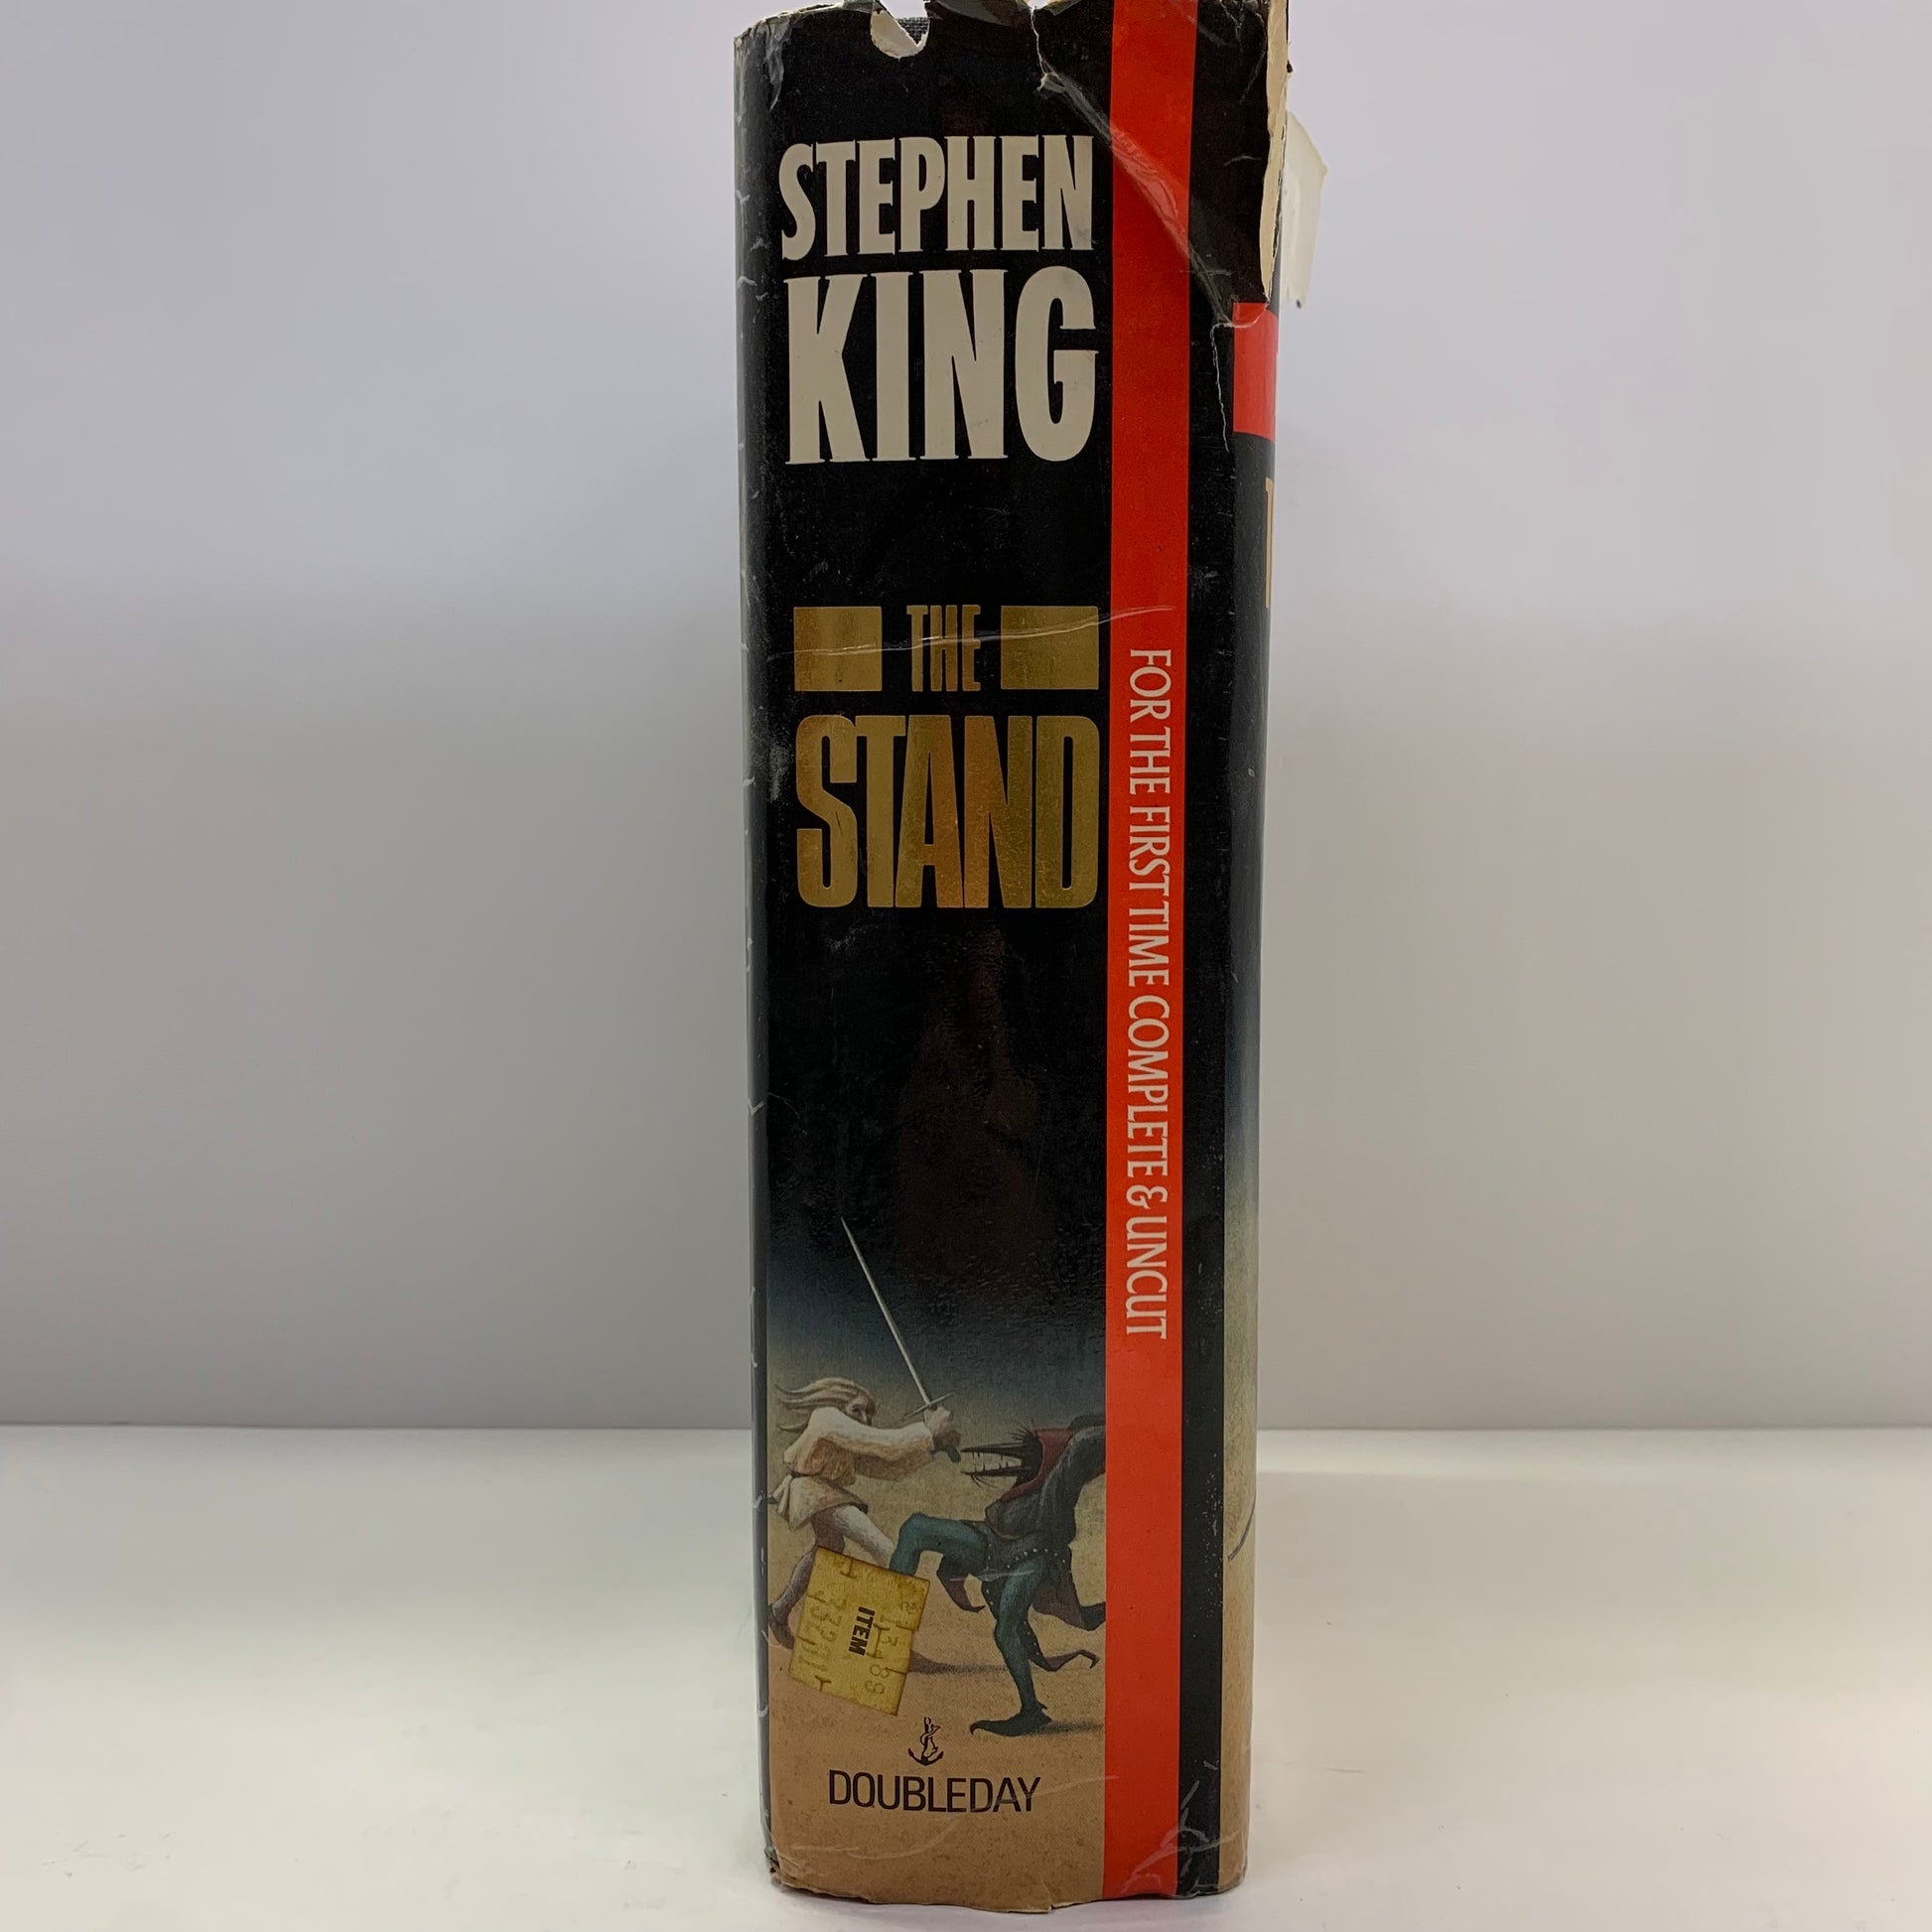 STEPHEN
KING
THE
STAND
FOR THE FIRST TIME COMPLETE & UNCUT
ITEM
DOUBLEDAY